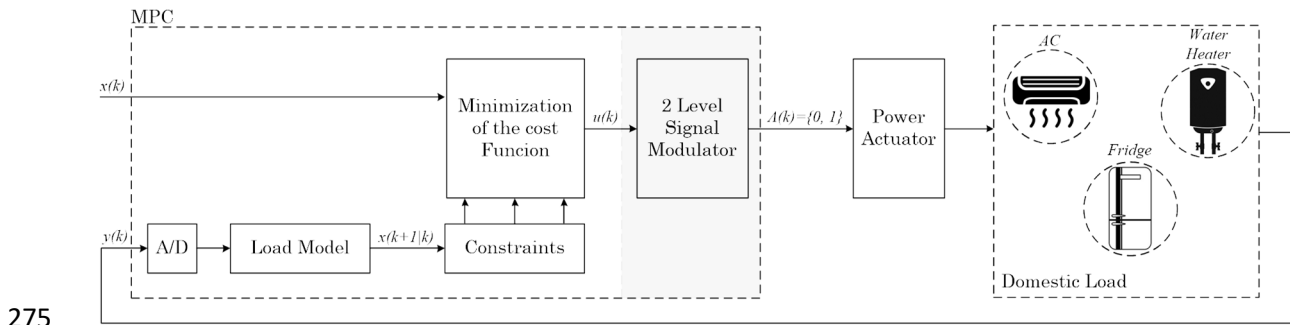 MPC
x(k)
Minimization
of the cost
Funcion
u(k)
2 Level
Signal
Modulator
A(k)={0, 1}
Power
Actuator
AC
Water
Heater
Fridge
Domestic Load
y(k)
A/D
Load Model
x(k+1|k)
Constraints
275